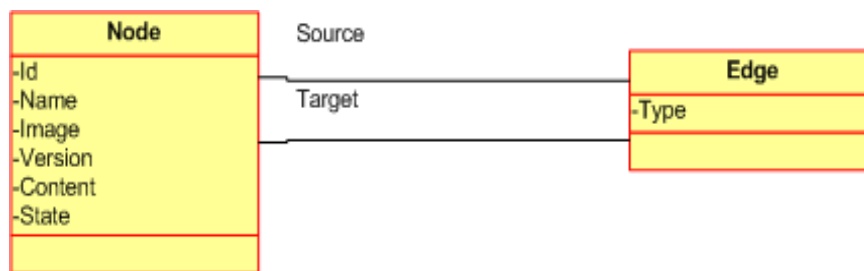 Node
-Id
-Name
-Image
-Version
-Content
-State
Source
Target
Edge
-Type